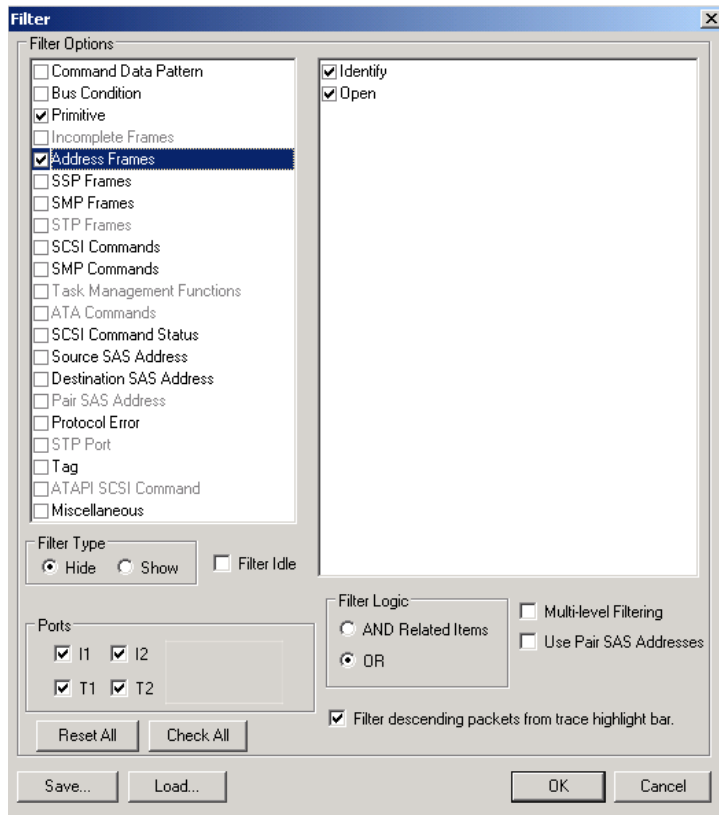 Filter
Filter Options
Command Data Pattern
Bus Condition
Primitive
Incomplete Frames
Address Frames
SSP Frames
SMP Frames
STP Frames
SCSI Commands
SMP Commands
Task Management Functions
ATA Commands
SCSI Command Status
Source SAS Address
Destination SAS Address
Pair SAS Address
Protocol Error
STP Port
Tag
ATAPI SCSI Command
Miscellaneous
Identify
Open
Filter Type
Hide Show
Filter Idle
Ports
I1 I2
T1 T2
Filter Logic
AND Related Items
OR
Multi-level Filtering
Use Pair SAS Addresses
Filter descending packets from trace highlight bar.
Reset All Check All
Save... Load... OK Cancel